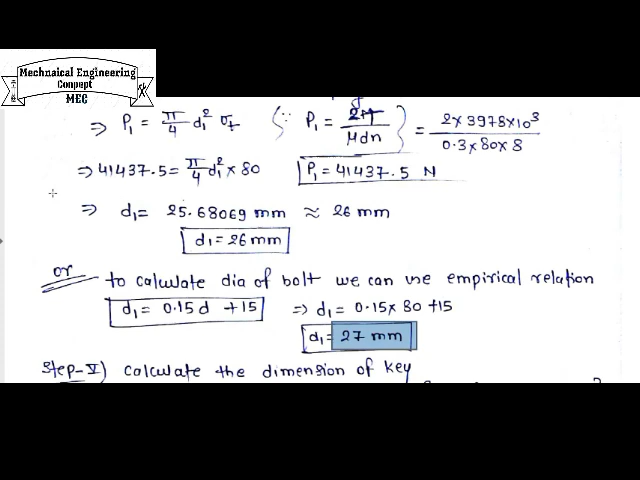 Mechnaical Engineering
Conpept
MEC
⇒ P₁ = π/4 d₁² σt { ∵ P₁ = 2T/μdn } = 2×3978×10³/0.3×80×8
⇒ 41437.5 = π/4 d₁² × 80 P₁ = 41437.5 N
⇒ d₁ = 25.68069 mm ≈ 26 mm
d₁ = 26 mm
or to calculate dia of bolt we can use empirical relation
d₁ = 0.15d + 15 ⇒ d₁ = 0.15 × 80 + 15
d₁ = 27 mm
Step-V) calculate the dimension of key